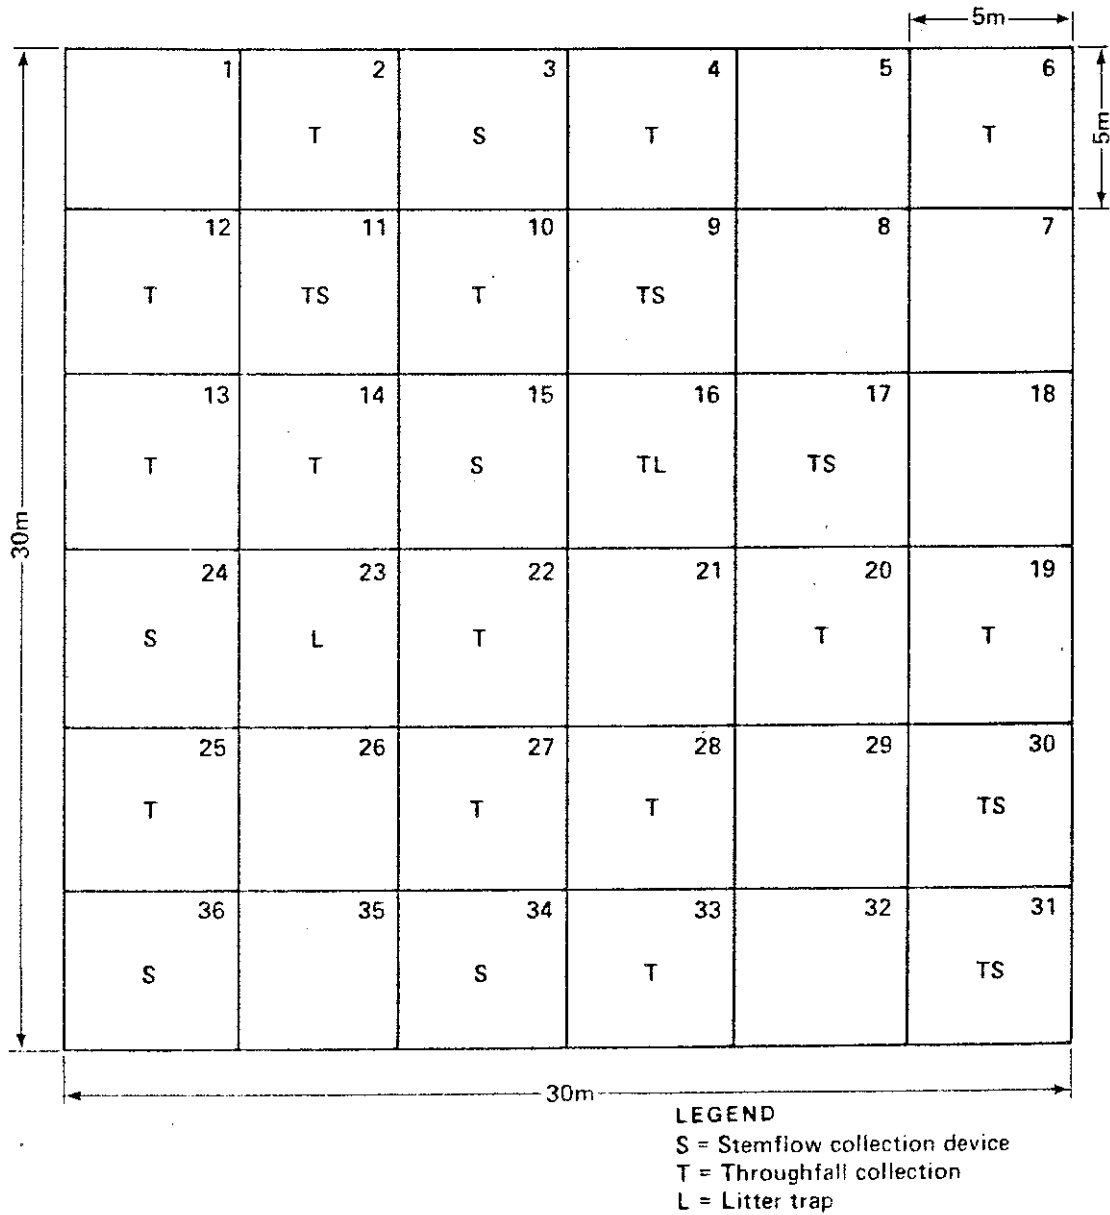 5m
1 2 3 4 5 6
T S T T
5m
12 11 10 9 8 7
T TS T TS
13 14 15 16 17 18
T T S TL TS
30m
24 23 22 21 20 19
S L T T T
25 26 27 28 29 30
T T T TS
36 35 34 33 32 31
S S T TS
30m
LEGEND
S = Stemflow collection device
T = Throughfall collection
L = Litter trap